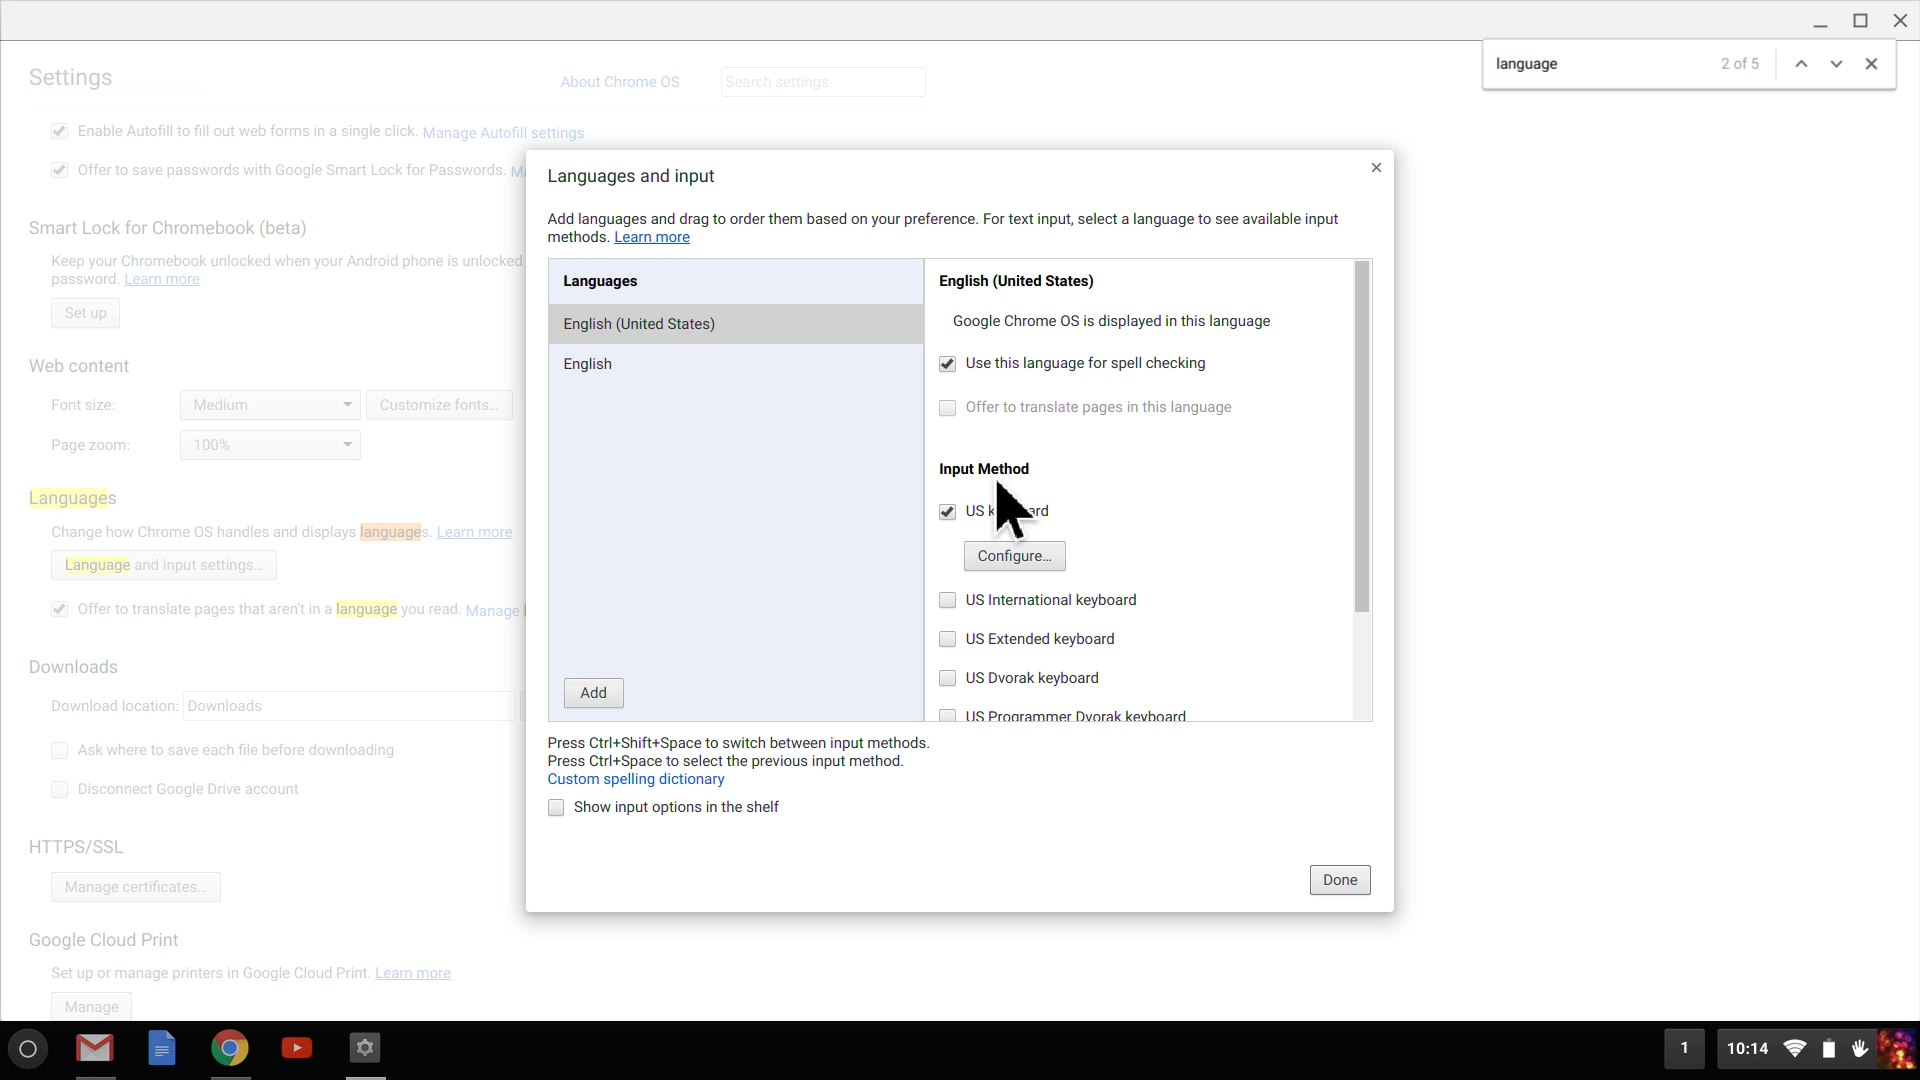 language
2 of 5
Settings
About Chrome OS
Search settings
Enable Autofill to fill out web forms in a single click. Manage Autofill settings
Offer to save passwords with Google Smart Lock for Passwords.
Smart Lock for Chromebook (beta)
Keep your Chromebook unlocked when your Android phone is unlocked
password. Learn more
Set up
Web content
Font size:
Medium
Customize fonts...
Page zoom:
100%
Languages
Change how Chrome OS handles and displays languages. Learn more
Language and input settings...
Offer to translate pages that aren't in a language you read. Manage
Downloads
Download location:
Downloads
Ask where to save each file before downloading
Disconnect Google Drive account
HTTPS/SSL
Manage certificates...
Google Cloud Print
Set up or manage printers in Google Cloud Print. Learn more
Manage
Languages and input
Add languages and drag to order them based on your preference. For text input, select a language to see available input
methods. Learn more
Languages
English (United States)
English
Add
English (United States)
Google Chrome OS is displayed in this language
Use this language for spell checking
Offer to translate pages in this language
Input Method
US
Configure...
US International keyboard
US Extended keyboard
US Dvorak keyboard
US Programmer Dvorak keyboard
Press Ctrl+Shift+Space to switch between input methods.
Press Ctrl+Space to select the previous input method.
Custom spelling dictionary
Show input options in the shelf
Done
1
10:14